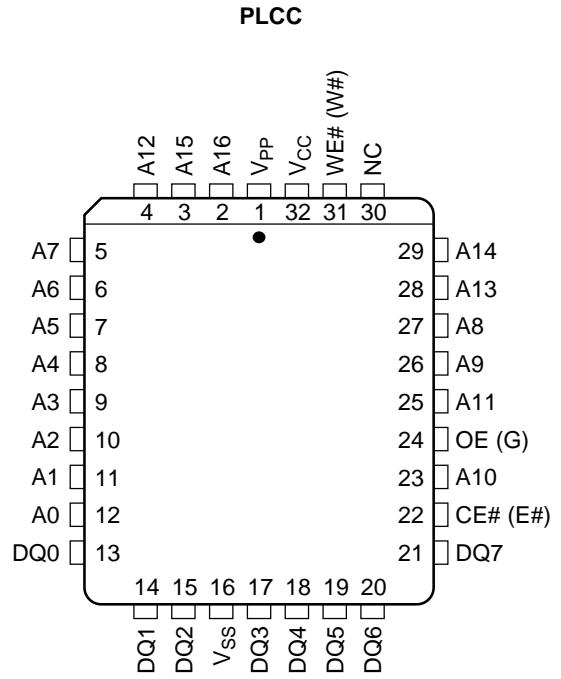 PLCC
A12 A15 A16 VPP VCC WE# (W#) NC
4 3 2 1 32 31 30
A7 5 29 A14
A6 6 28 A13
A5 7 27 A8
A4 8 26 A9
A3 9 25 A11
A2 10 24 OE (G)
A1 11 23 A10
A0 12 22 CE# (E#)
DQ0 13 21 DQ7
14 15 16 17 18 19 20
DQ1 DQ2 VSS DQ3 DQ4 DQ5 DQ6